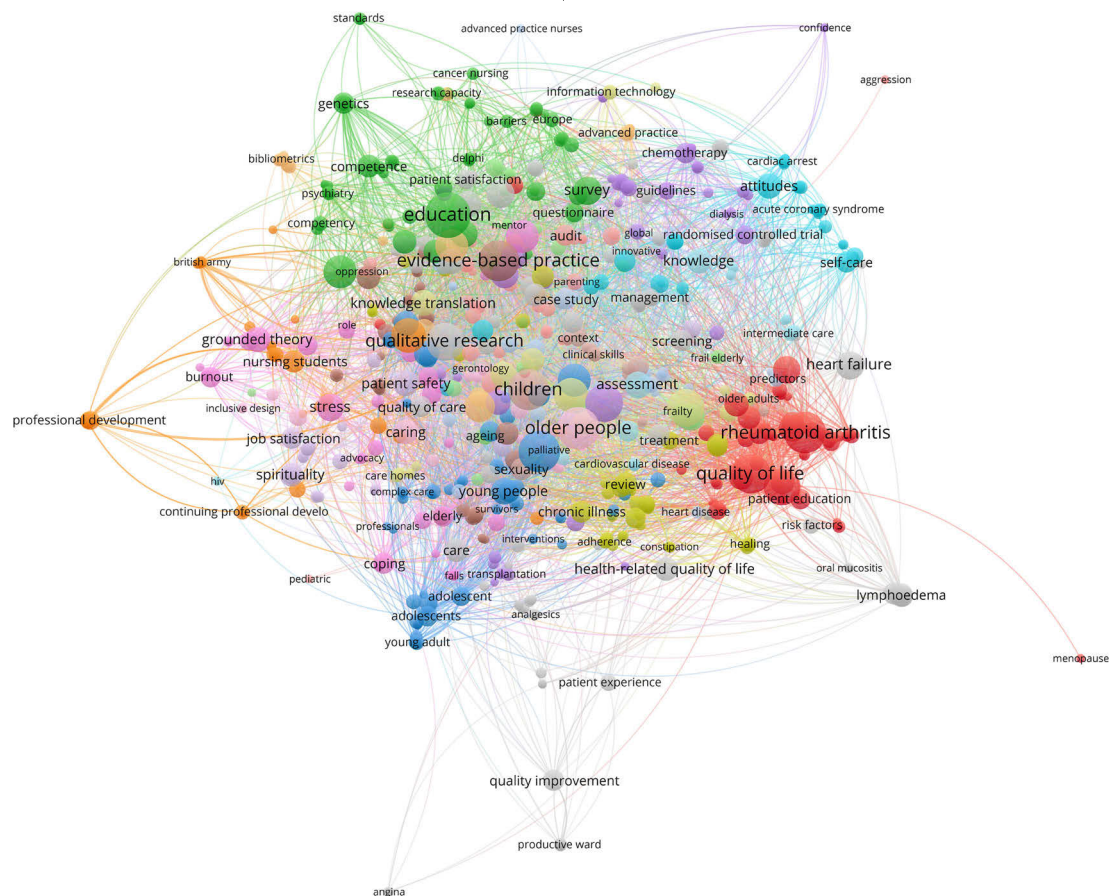 standards
advanced practice nurses
confidence
cancer nursing
aggression
research capacity
information technology
genetics
barriers
europe
advanced practice
bibliometrics
competence
delphi
chemotherapy
cardiac arrest
patient satisfaction
psychiatry
survey
guidelines
attitudes
education
questionnaire
dialysis
acute coronary syndrome
competency
mentor
audit
global
randomised controlled trial
british army
oppression
evidence-based practice
innovative
knowledge
self-care
parenting
knowledge translation
case study
management
role
grounded theory
qualitative research
context
screening
intermediate care
nursing students
clinical skills
frail elderly
heart failure
gerontology
burnout
patient safety
children
assessment
predictors
inclusive design
stress
quality of care
frailty
older adults
professional development
job satisfaction
caring
ageing
older people
treatment
rheumatoid arthritis
advocacy
palliative
spirituality
care homes
sexuality
cardiovascular disease
quality of life
hiv
complex care
young people
review
patient education
continuing professional develo
elderly
survivors
chronic illness
heart disease
risk factors
professionals
interventions
adherence
constipation
healing
care
coping
falls
transplantation
health-related quality of life
oral mucositis
pediatric
adolescent
lymphoedema
adolescents
analgesics
young adult
menopause
patient experience
quality improvement
productive ward
angina